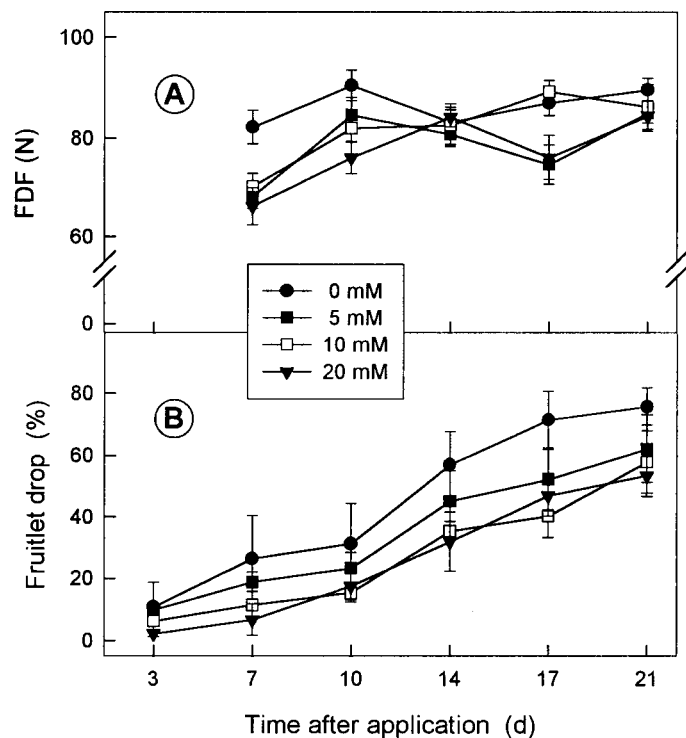 100
A
80
FDF (N)
60
0
0 mM
5 mM
10 mM
20 mM
80
B
60
Fruitlet drop (%)
40
20
0
3 7 10 14 17 21
Time after application (d)